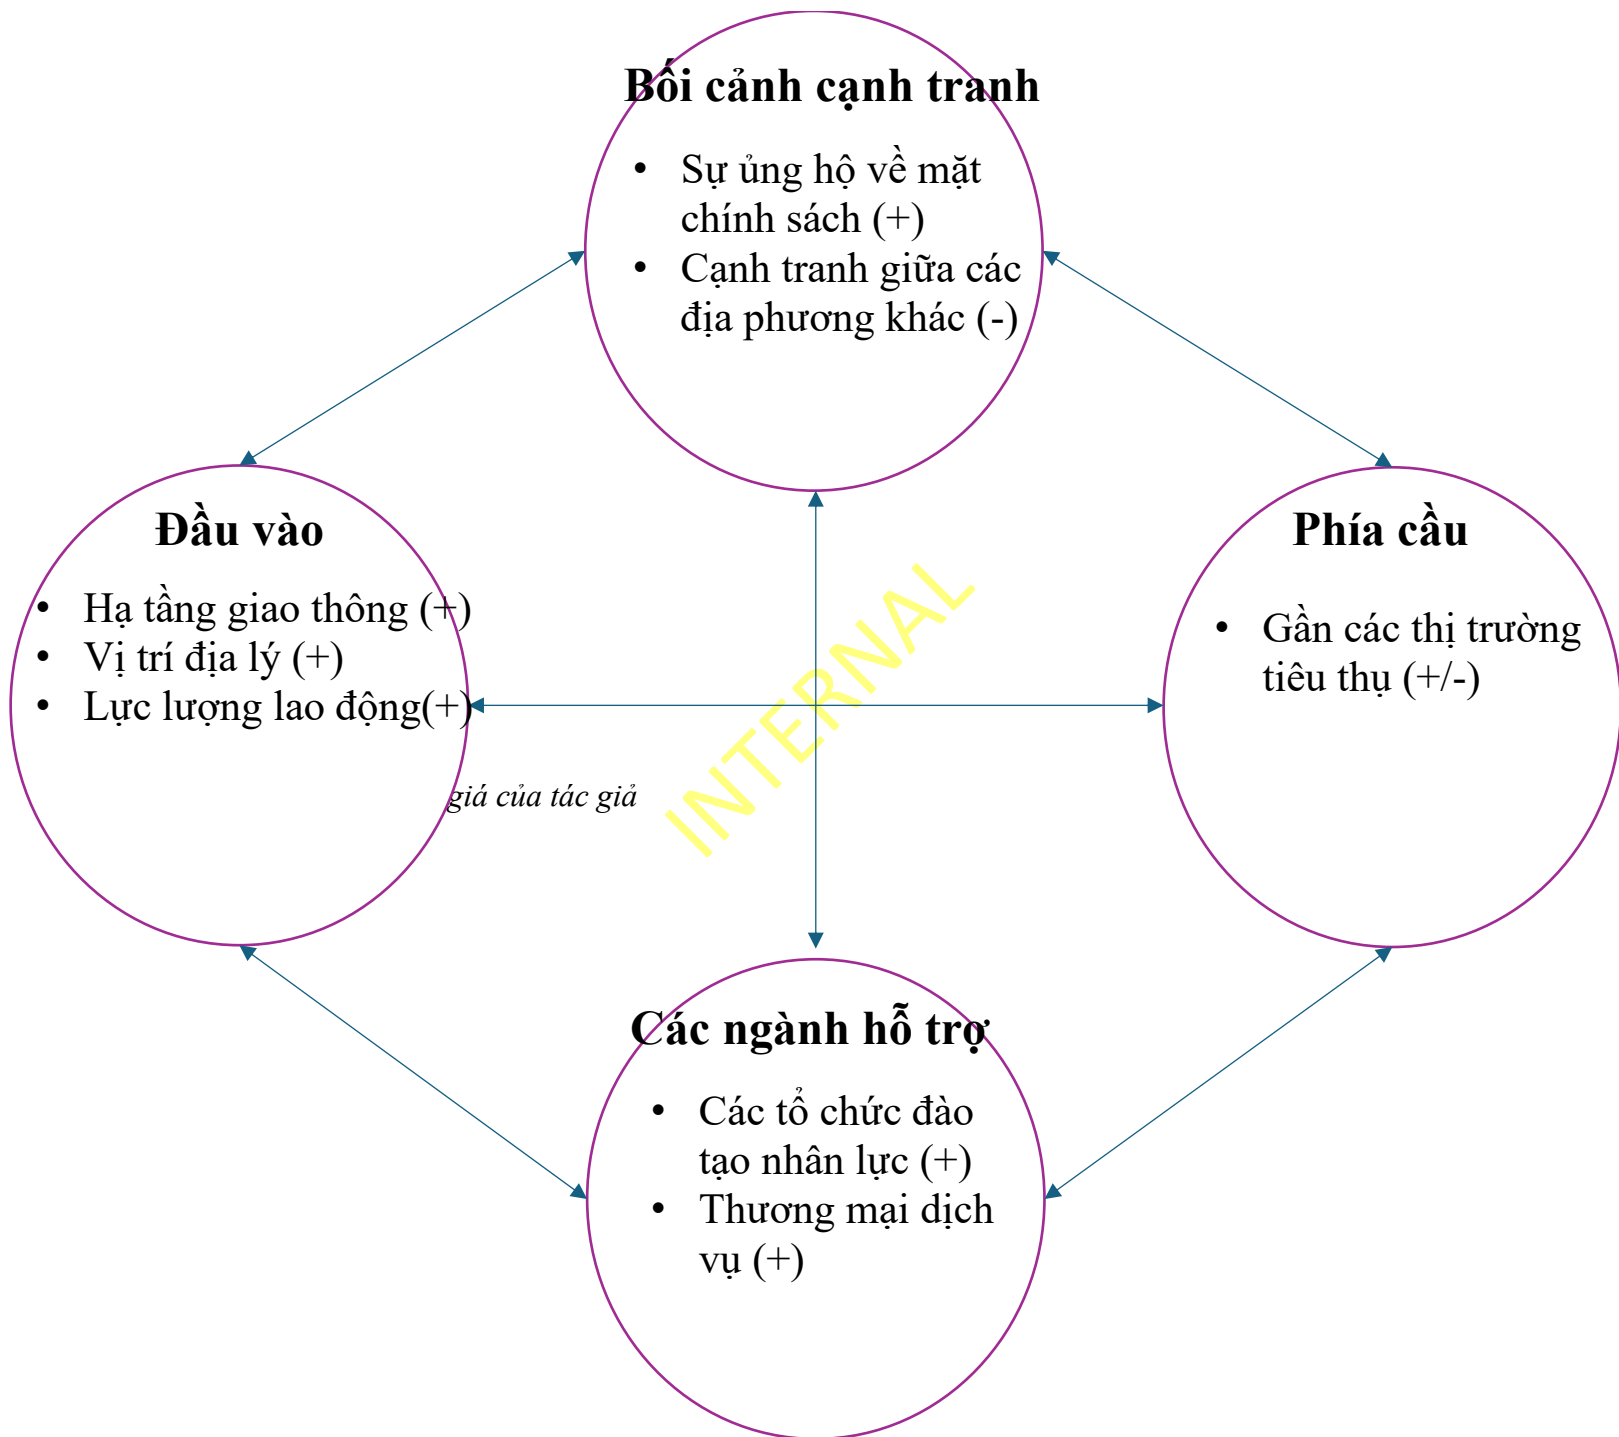 Bối cảnh cạnh tranh
• Sự ủng hộ về mặt
chính sách (+)
• Cạnh tranh giữa các
địa phương khác (-)
Đầu vào
• Hạ tầng giao thông (+)
• Vị trí địa lý (+)
• Lực lượng lao động(+)
Phía cầu
• Gần các thị trường
tiêu thụ (+/-)
giá của tác giả
INTERNAL
Các ngành hỗ trợ
• Các tổ chức đào
tạo nhân lực (+)
• Thương mại dịch
vụ (+)